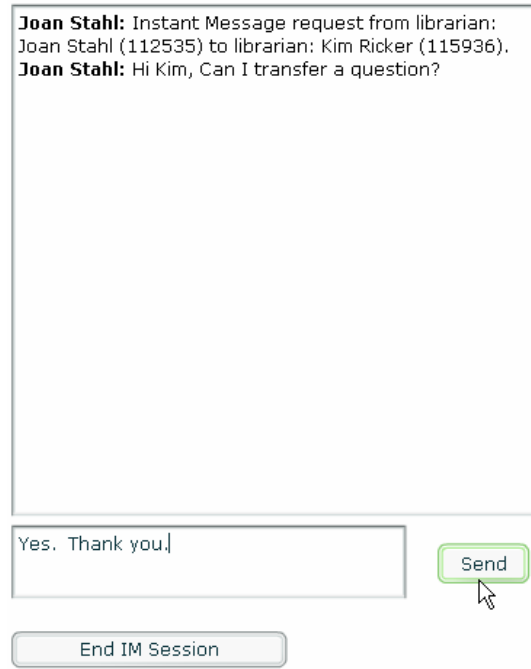 Joan Stahl: Instant Message request from librarian:
Joan Stahl (112535) to librarian: Kim Ricker (115936).
Joan Stahl: Hi Kim, Can I transfer a question?
Yes.  Thank you.
Send
End IM Session